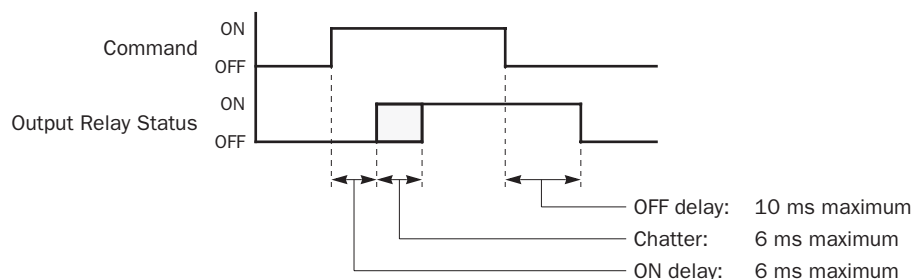 ON
Command
OFF
ON
Output Relay Status
OFF
OFF delay: 10 ms maximum
Chatter: 6 ms maximum
ON delay: 6 ms maximum